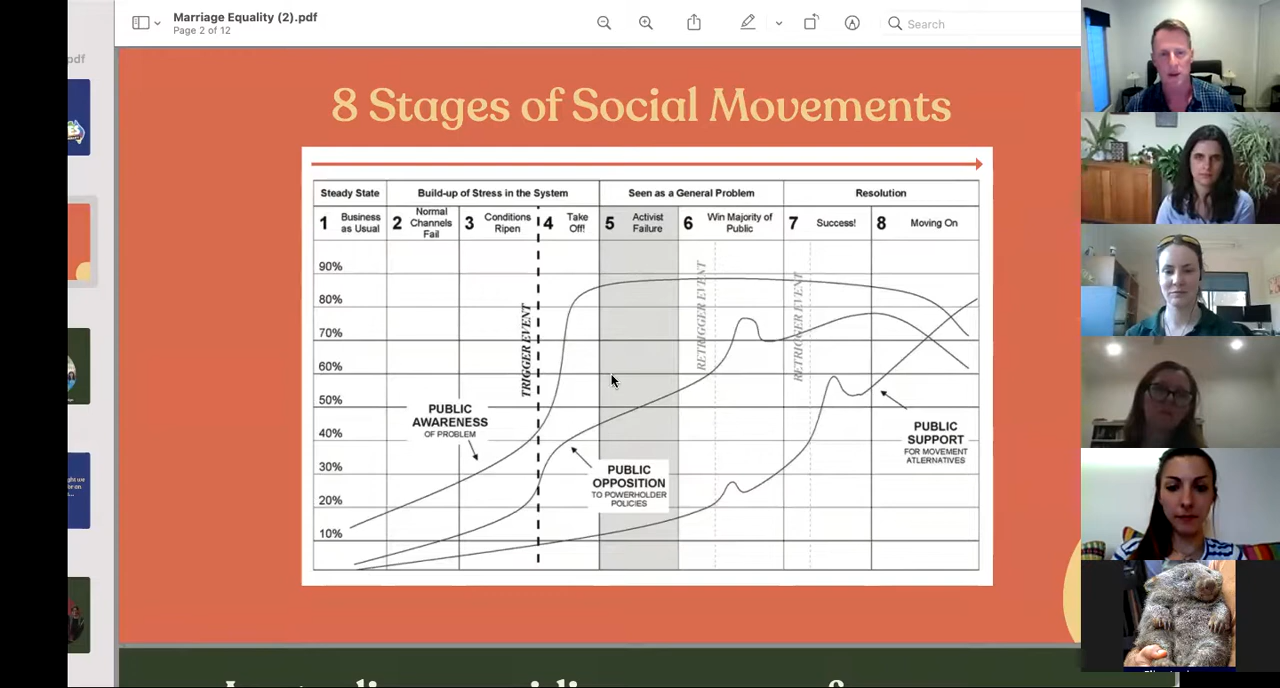 Marriage Equality (2).pdf
Page 2 of 12
Search
pdf
8 Stages of Social Movements
Steady State
Build-up of Stress in the System
Seen as a General Problem
Resolution
1 Business as Usual
2 Normal Channels Fail
3 Conditions Ripen
4 Take Off!
5 Activist Failure
6 Win Majority of Public
7 Success!
8 Moving On
90%
80%
70%
60%
50%
40%
30%
20%
10%
TRIGGER EVENT
RETRIGGER EVENT
RETRIGGER EVENT
PUBLIC
AWARENESS
OF PROBLEM
PUBLIC
OPPOSITION
TO POWERHOLDER
POLICIES
PUBLIC
SUPPORT
FOR MOVEMENT
ATLERNATIVES